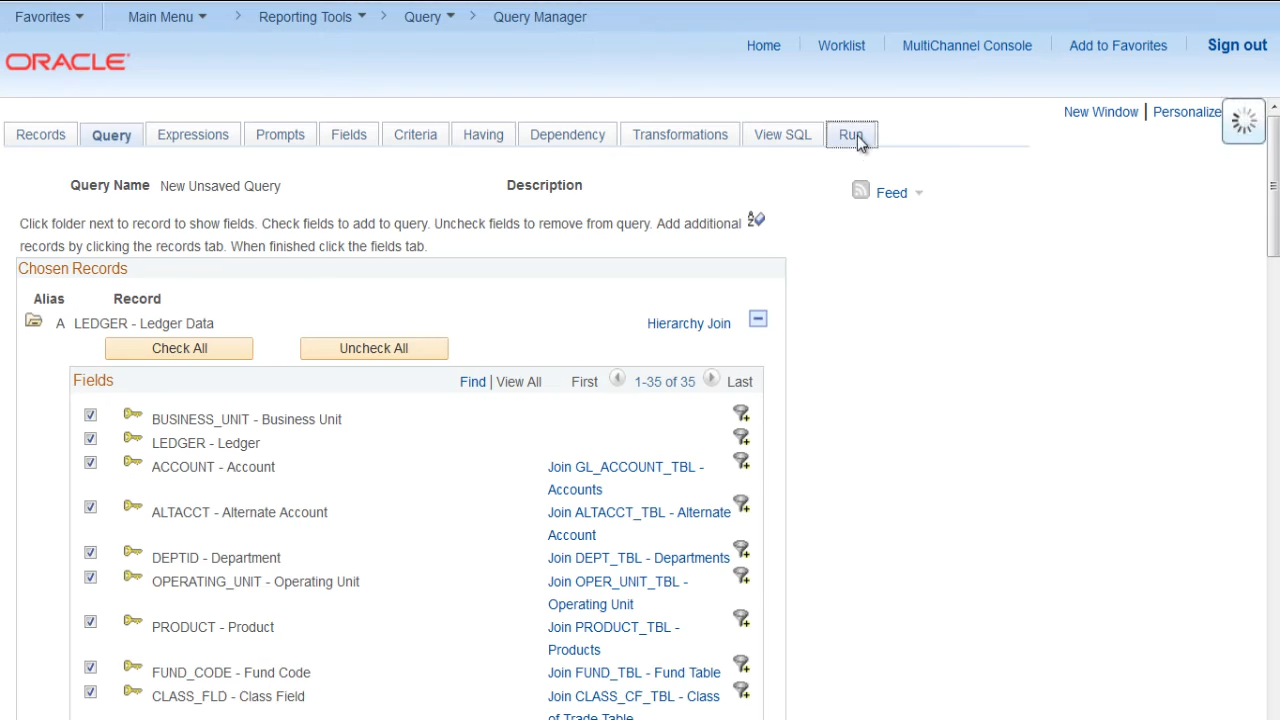 Favorites Main Menu Reporting Tools Query Query Manager
Home Worklist MultiChannel Console Add to Favorites Sign out
ORACLE
New Window | Personalize
Records Query Expressions Prompts Fields Criteria Having Dependency Transformations View SQL Run
Query Name New Unsaved Query Description
Feed
Click folder next to record to show fields. Check fields to add to query. Uncheck fields to remove from query. Add additional
records by clicking the records tab. When finished click the fields tab.
Chosen Records
Alias Record
A LEDGER - Ledger Data Hierarchy Join
Check All Uncheck All
Fields Find | View All First 1-35 of 35 Last
BUSINESS_UNIT - Business Unit
LEDGER - Ledger
ACCOUNT - Account Join GL_ACCOUNT_TBL -
Accounts
ALTACCT - Alternate Account Join ALTACCT_TBL - Alternate
Account
DEPTID - Department Join DEPT_TBL - Departments
OPERATING_UNIT - Operating Unit Join OPER_UNIT_TBL -
Operating Unit
PRODUCT - Product Join PRODUCT_TBL -
Products
FUND_CODE - Fund Code Join FUND_TBL - Fund Table
CLASS_FLD - Class Field Join CLASS_CF_TBL - Class
of Trade Table